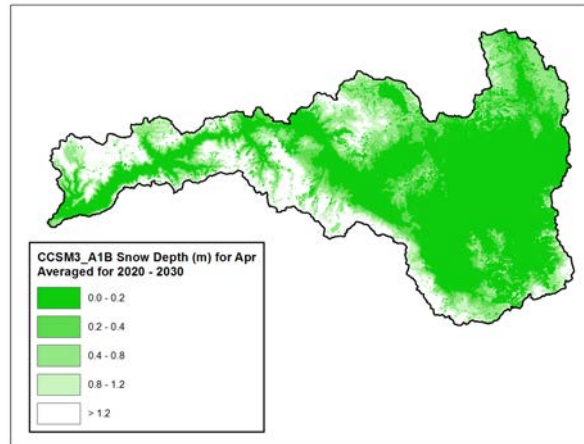 CCSM3_A1B Snow Depth (m) for Apr
Averaged for 2020 - 2030
0.0 - 0.2
0.2 - 0.4
0.4 - 0.8
0.8 - 1.2
> 1.2